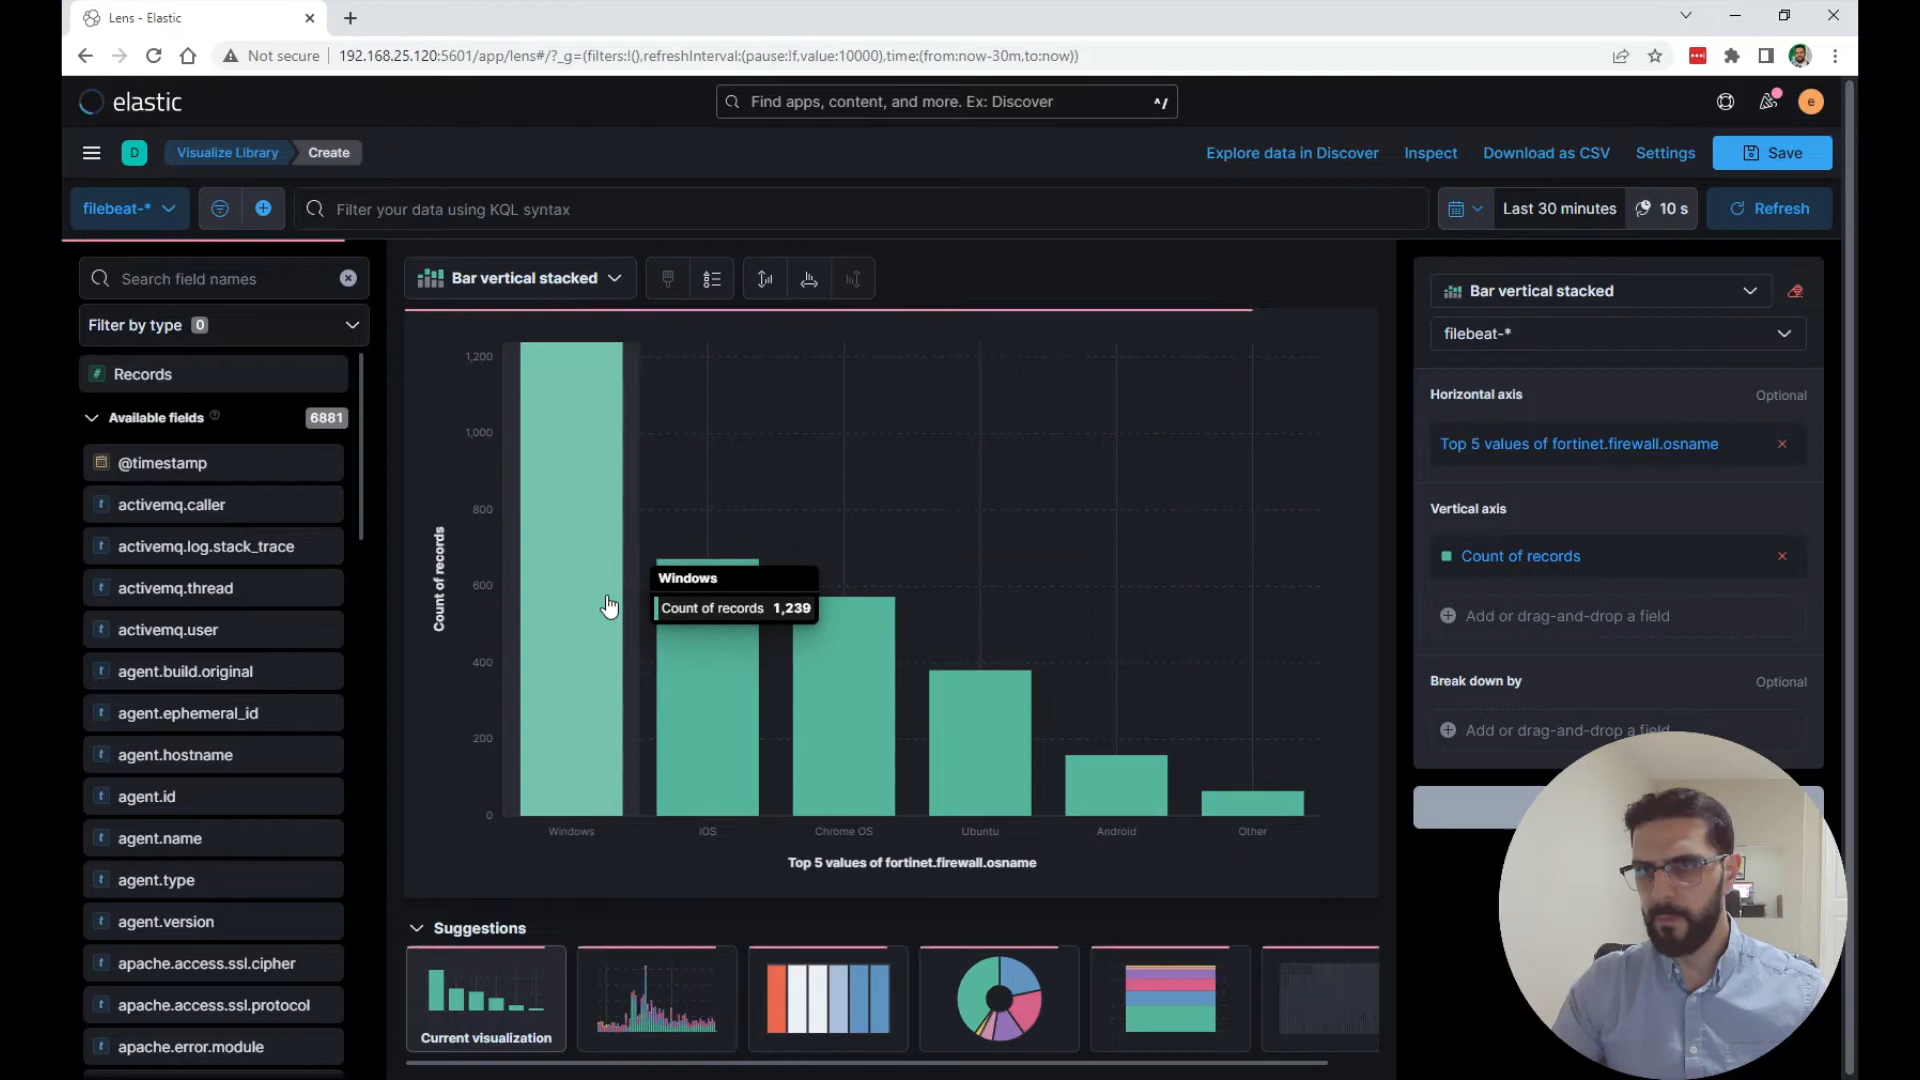 Lens - Elastic
Not secure
192.168.25.120:5601/app/lens#/?_g=(filters:!(),refreshInterval:(pause:!f,value:10000),time:(from:now-30m,to:now))
elastic
Find apps, content, and more. Ex: Discover
^/
e
D
Visualize Library
Create
Explore data in Discover
Inspect
Download as CSV
Settings
Save
filebeat-*
Filter your data using KQL syntax
Last 30 minutes
10 s
Refresh
Search field names
Filter by type 0
Records
Available fields
6881
@timestamp
activemq.caller
activemq.log.stack_trace
activemq.thread
activemq.user
agent.build.original
agent.ephemeral_id
agent.hostname
agent.id
agent.name
agent.type
agent.version
apache.access.ssl.cipher
apache.access.ssl.protocol
apache.error.module
Bar vertical stacked
Count of records
1,200
1,000
800
600
400
200
0
Windows
Count of records 1,239
Windows
iOS
Chrome OS
Ubuntu
Android
Other
Top 5 values of fortinet.firewall.osname
Suggestions
Current visualization
Bar vertical stacked
filebeat-*
Horizontal axis
Optional
Top 5 values of fortinet.firewall.osname
Vertical axis
Count of records
Add or drag-and-drop a field
Break down by
Optional
Add or drag-and-drop a field